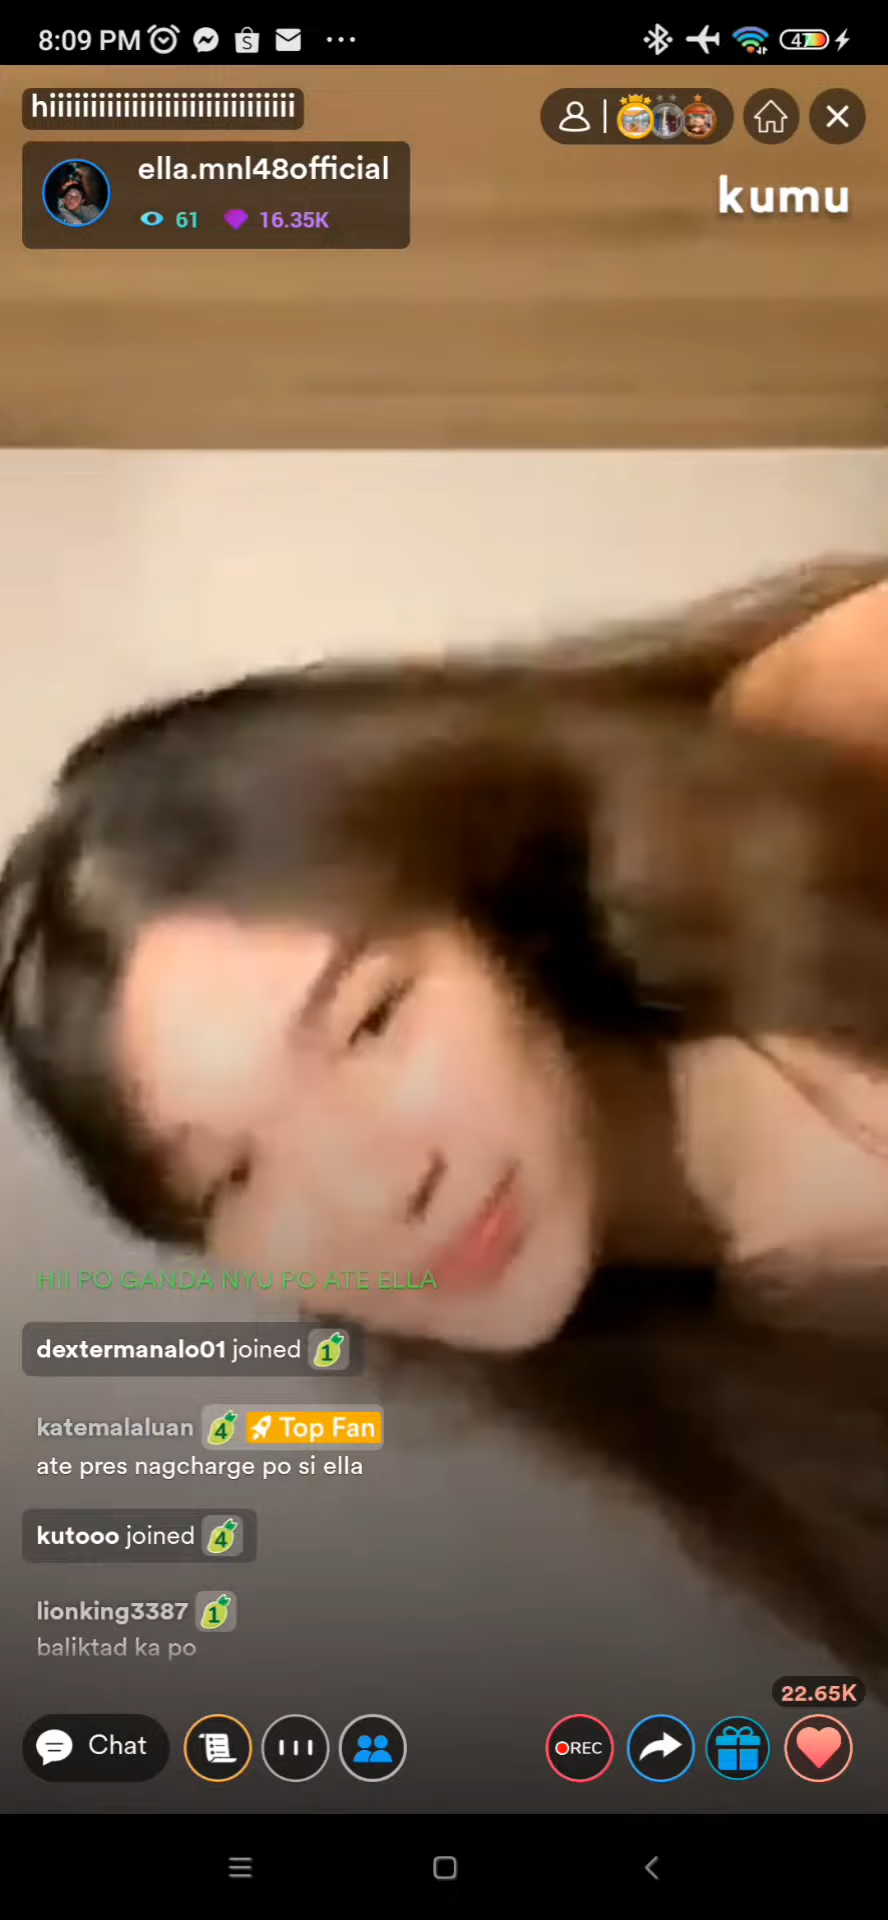 8:09 PM
47
hiiiiiiiiiiiiiiiiiiiiiiiiiiiiiii
ella.mnl48official
61 16.35K
kumu
HII PO GANDA NYU PO ATE ELLA
dextermanalo01 joined 1
katemalaluan 4 Top Fan
ate pres nagcharge po si ella
kutooo joined 4
lionking3387 1
baliktad ka po
22.65K
Chat
REC